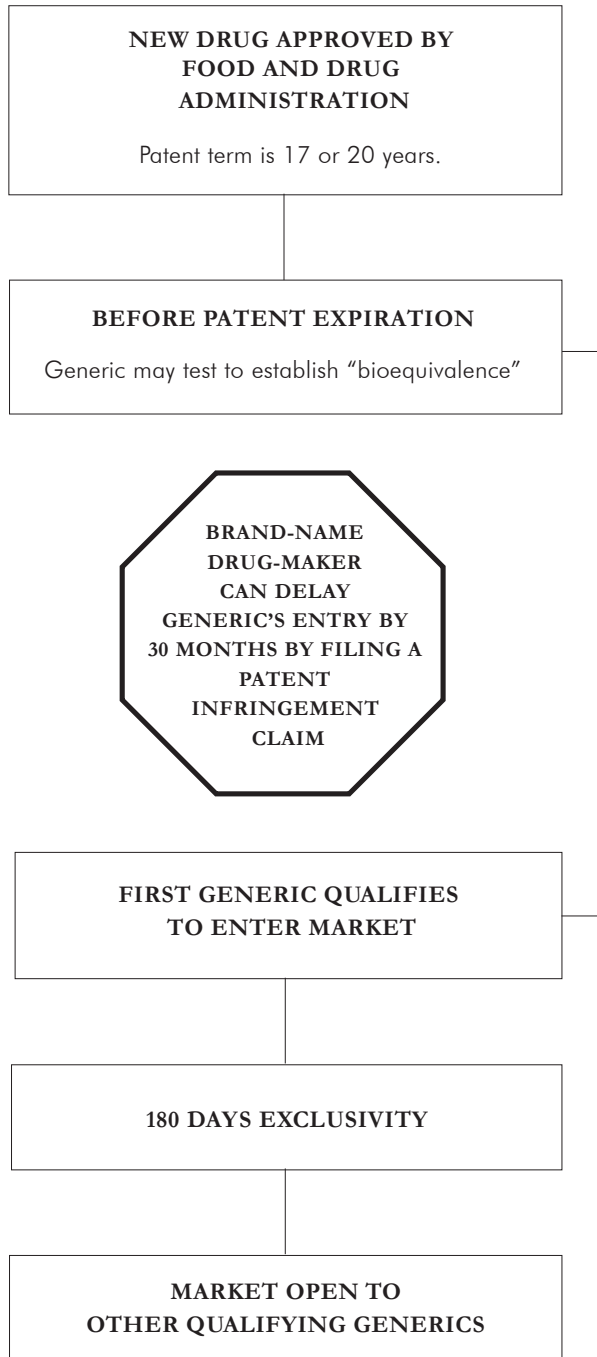 NEW DRUG APPROVED BY
FOOD AND DRUG
ADMINISTRATION
Patent term is 17 or 20 years.
BEFORE PATENT EXPIRATION
Generic may test to establish “bioequivalence”
BRAND-NAME
DRUG-MAKER
CAN DELAY
GENERIC’S ENTRY BY
30 MONTHS BY FILING A
PATENT
INFRINGEMENT
CLAIM
FIRST GENERIC QUALIFIES
TO ENTER MARKET
180 DAYS EXCLUSIVITY
MARKET OPEN TO
OTHER QUALIFYING GENERICS